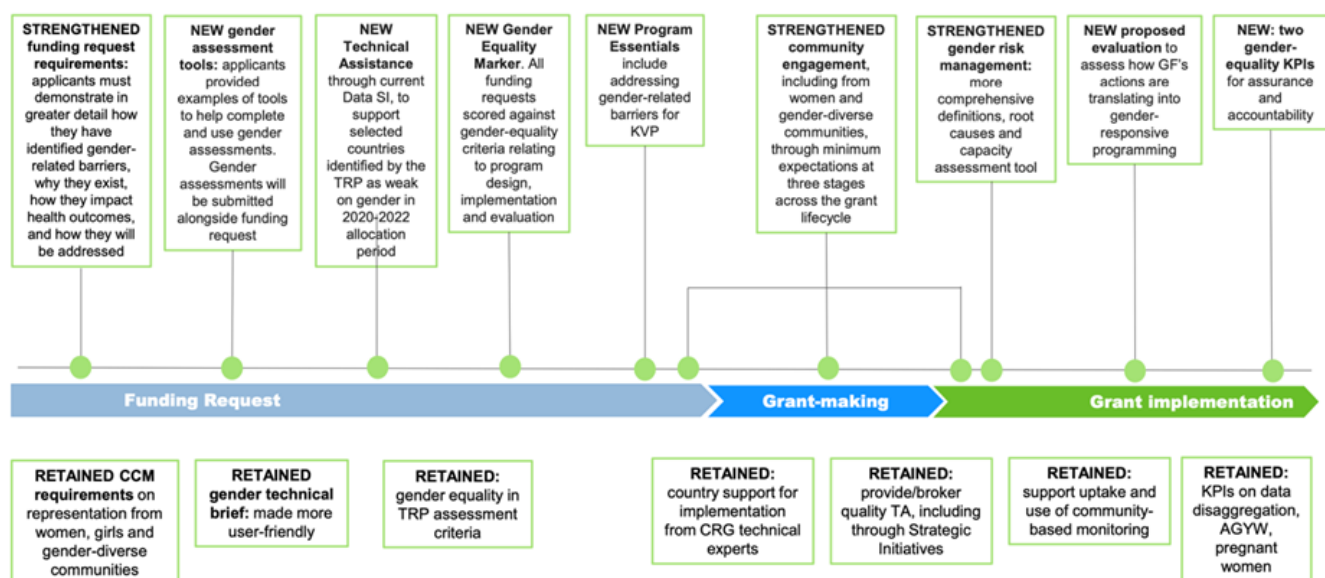 STRENGTHENED
funding request
requirements:
applicants must
demonstrate in
greater detail how
they have
identified gender-
related barriers,
why they exist,
how they impact
health outcomes,
and how they will
be addressed
NEW gender
assessment
tools: applicants
provided
examples of tools
to help complete
and use gender
assessments.
Gender
assessments will
be submitted
alongside funding
request
NEW
Technical
Assistance
through current
Data SI, to
support
selected
countries
identified by the
TRP as weak
on gender in
2020-2022
allocation
period
NEW Gender
Equality
Marker. All
funding
requests
scored against
gender-equality
criteria relating
to program
design,
implementation
and evaluation
NEW Program
Essentials
include
addressing
gender-related
barriers for
KVP
STRENGTHENED
community
engagement,
including from
women and
gender-diverse
communities,
through minimum
expectations at
three stages
across the grant
lifecycle
STRENGTHENED
gender risk
management:
more
comprehensive
definitions, root
causes and
capacity
assessment tool
NEW proposed
evaluation to
assess how GF's
actions are
translating into
gender-
responsive
programming
NEW: two
gender-
equality KPIs
for assurance
and
accountability
Funding Request
Grant-making
Grant implementation
RETAINED CCM
requirements on
representation from
women, girls and
gender-diverse
communities
RETAINED
gender technical
brief: made more
user-friendly
RETAINED:
gender equality in
TRP assessment
criteria
RETAINED:
country support for
implementation
from CRG technical
experts
RETAINED:
provide/broker
quality TA, including
through Strategic
Initiatives
RETAINED:
support uptake and
use of community-
based monitoring
RETAINED:
KPIs on data
disaggregation,
AGYW,
pregnant
women